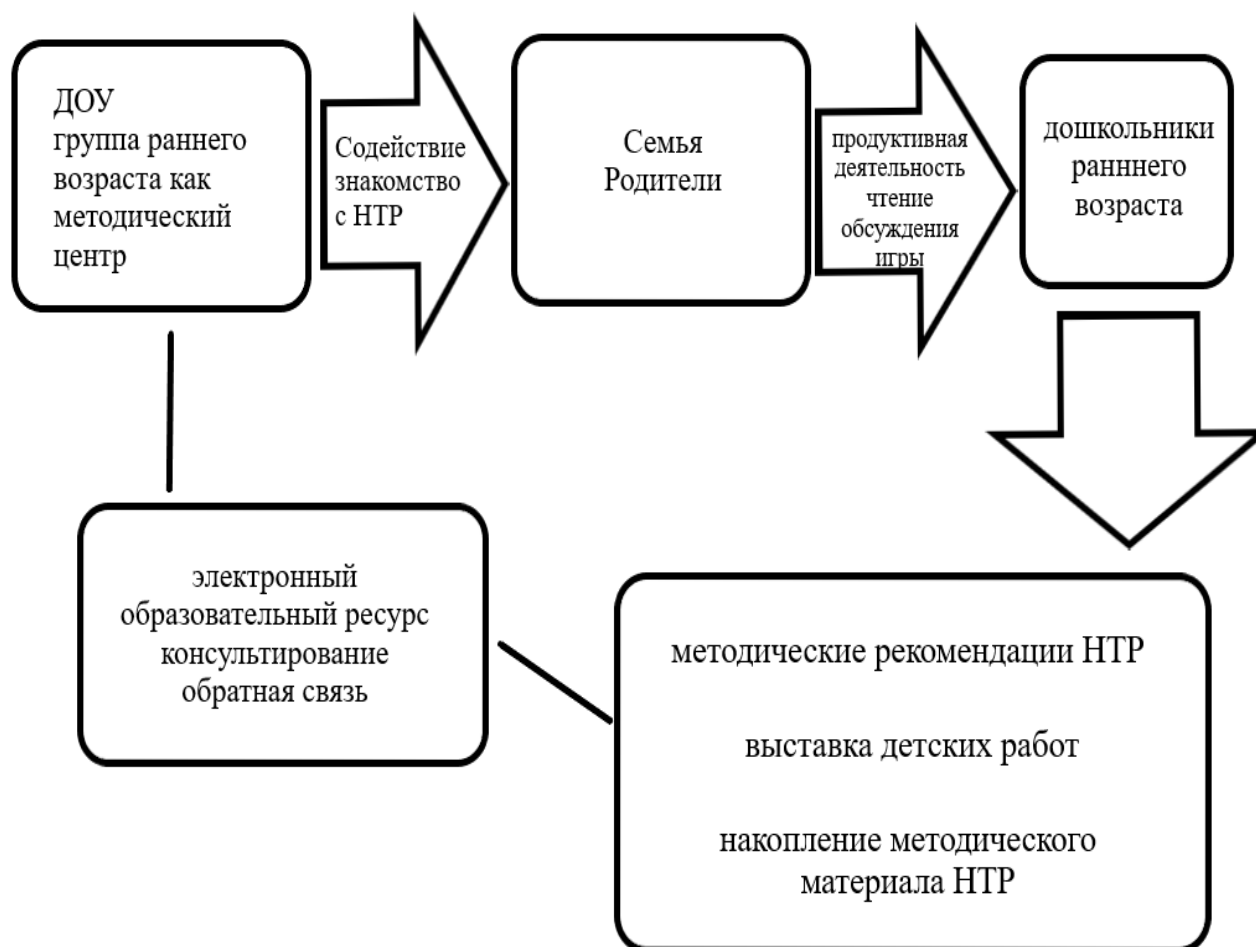 ДОУ
группа раннего
возраста как
методический
центр
Содействие
знакомство
с НТР
Семья
Родители
продуктивная
деятельность
чтение
обсуждения
игры
дошкольники
ранннего
возраста
электронный
образовательный ресурс
консультирование
обратная связь
методические рекомендации НТР
выставка детских работ
накопление методического
материала НТР